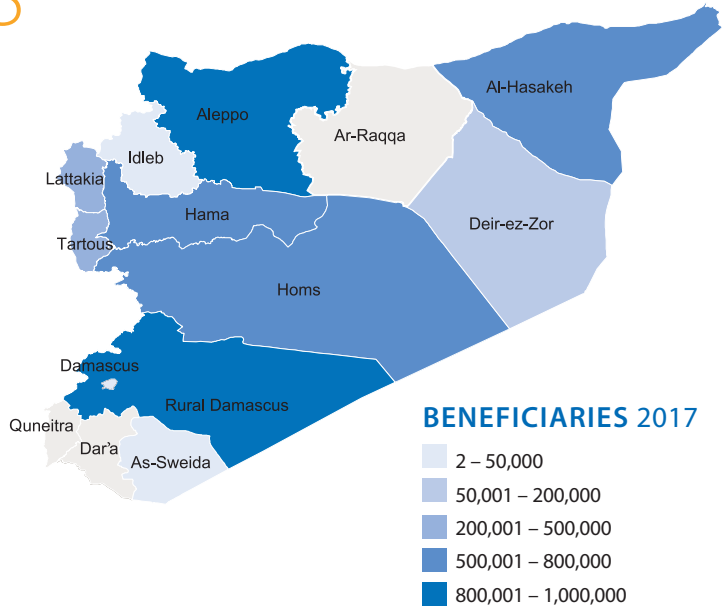 Al-Hasakeh
Aleppo
Ar-Raqqa
Idleb
Lattakia
Hama
Deir-ez-Zor
Tartous
Homs
Damascus
Rural Damascus
Quneitra
Dar'a
As-Sweida
BENEFICIARIES 2017
2 – 50,000
50,001 – 200,000
200,001 – 500,000
500,001 – 800,000
800,001 – 1,000,000